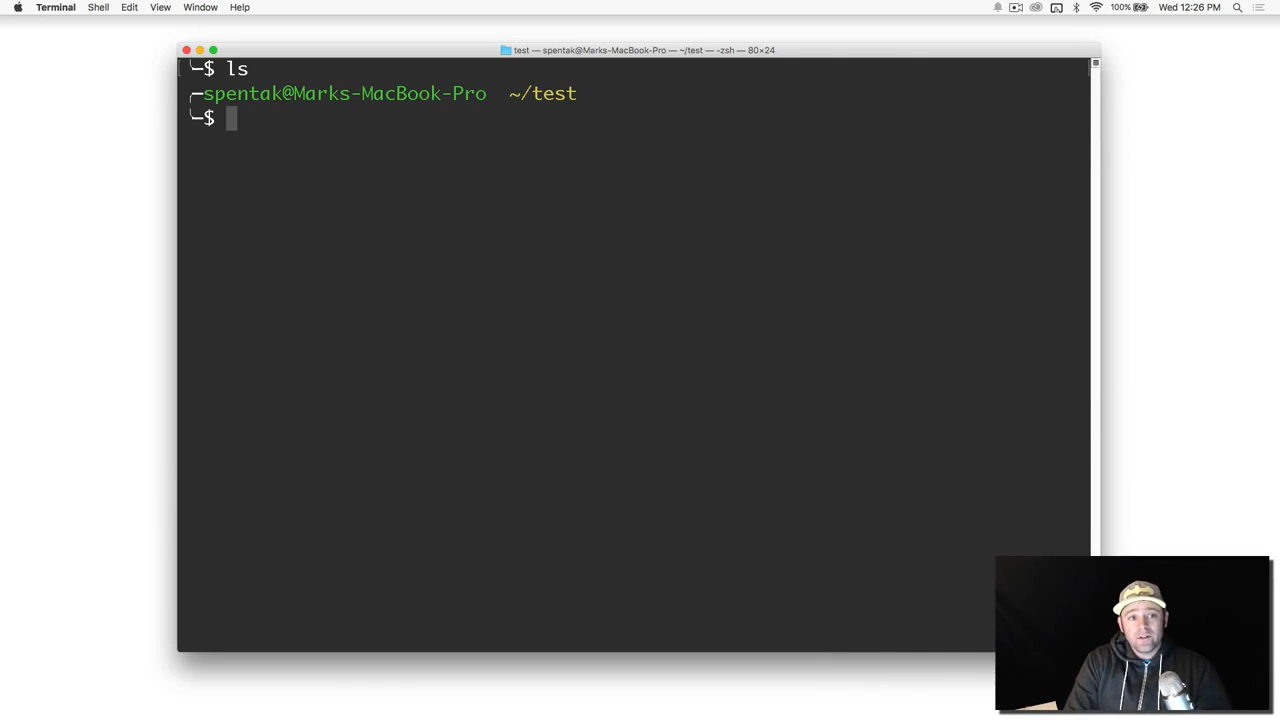 Terminal Shell Edit View Window Help 100% Wed 12:26 PM
test — spentak@Marks-MacBook-Pro — ~/test — -zsh — 80×24
╰─$ ls
╭─spentak@Marks-MacBook-Pro ~/test
╰─$